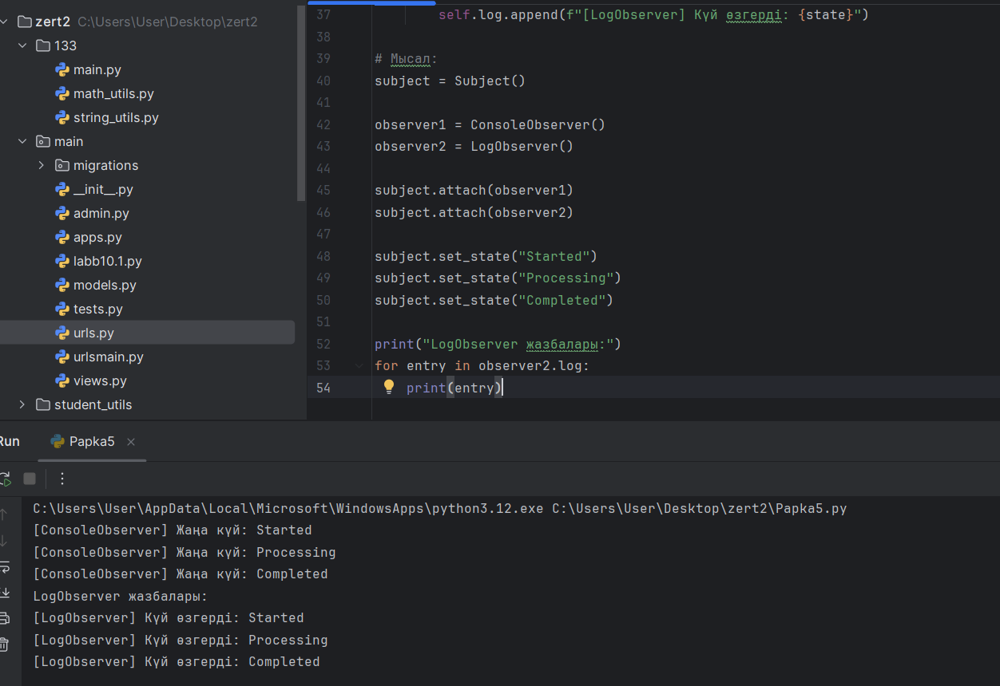 zert2 C:\Users\User\Desktop\zert2
133
main.py
math_utils.py
string_utils.py
main
migrations
__init__.py
admin.py
apps.py
labb10.1.py
models.py
tests.py
urls.py
urlsmain.py
views.py
student_utils
37 self.log.append(f"[LogObserver] Күй өзгерді: {state}")
38
39 # Мысал:
40 subject = Subject()
41
42 observer1 = ConsoleObserver()
43 observer2 = LogObserver()
44
45 subject.attach(observer1)
46 subject.attach(observer2)
47
48 subject.set_state("Started")
49 subject.set_state("Processing")
50 subject.set_state("Completed")
51
52 print("LogObserver жазбалары:")
53 for entry in observer2.log:
54 print(entry)
Run Papka5
C:\Users\User\AppData\Local\Microsoft\WindowsApps\python3.12.exe C:\Users\User\Desktop\zert2\Papka5.py
[ConsoleObserver] Жаңа күй: Started
[ConsoleObserver] Жаңа күй: Processing
[ConsoleObserver] Жаңа күй: Completed
LogObserver жазбалары:
[LogObserver] Күй өзгерді: Started
[LogObserver] Күй өзгерді: Processing
[LogObserver] Күй өзгерді: Completed